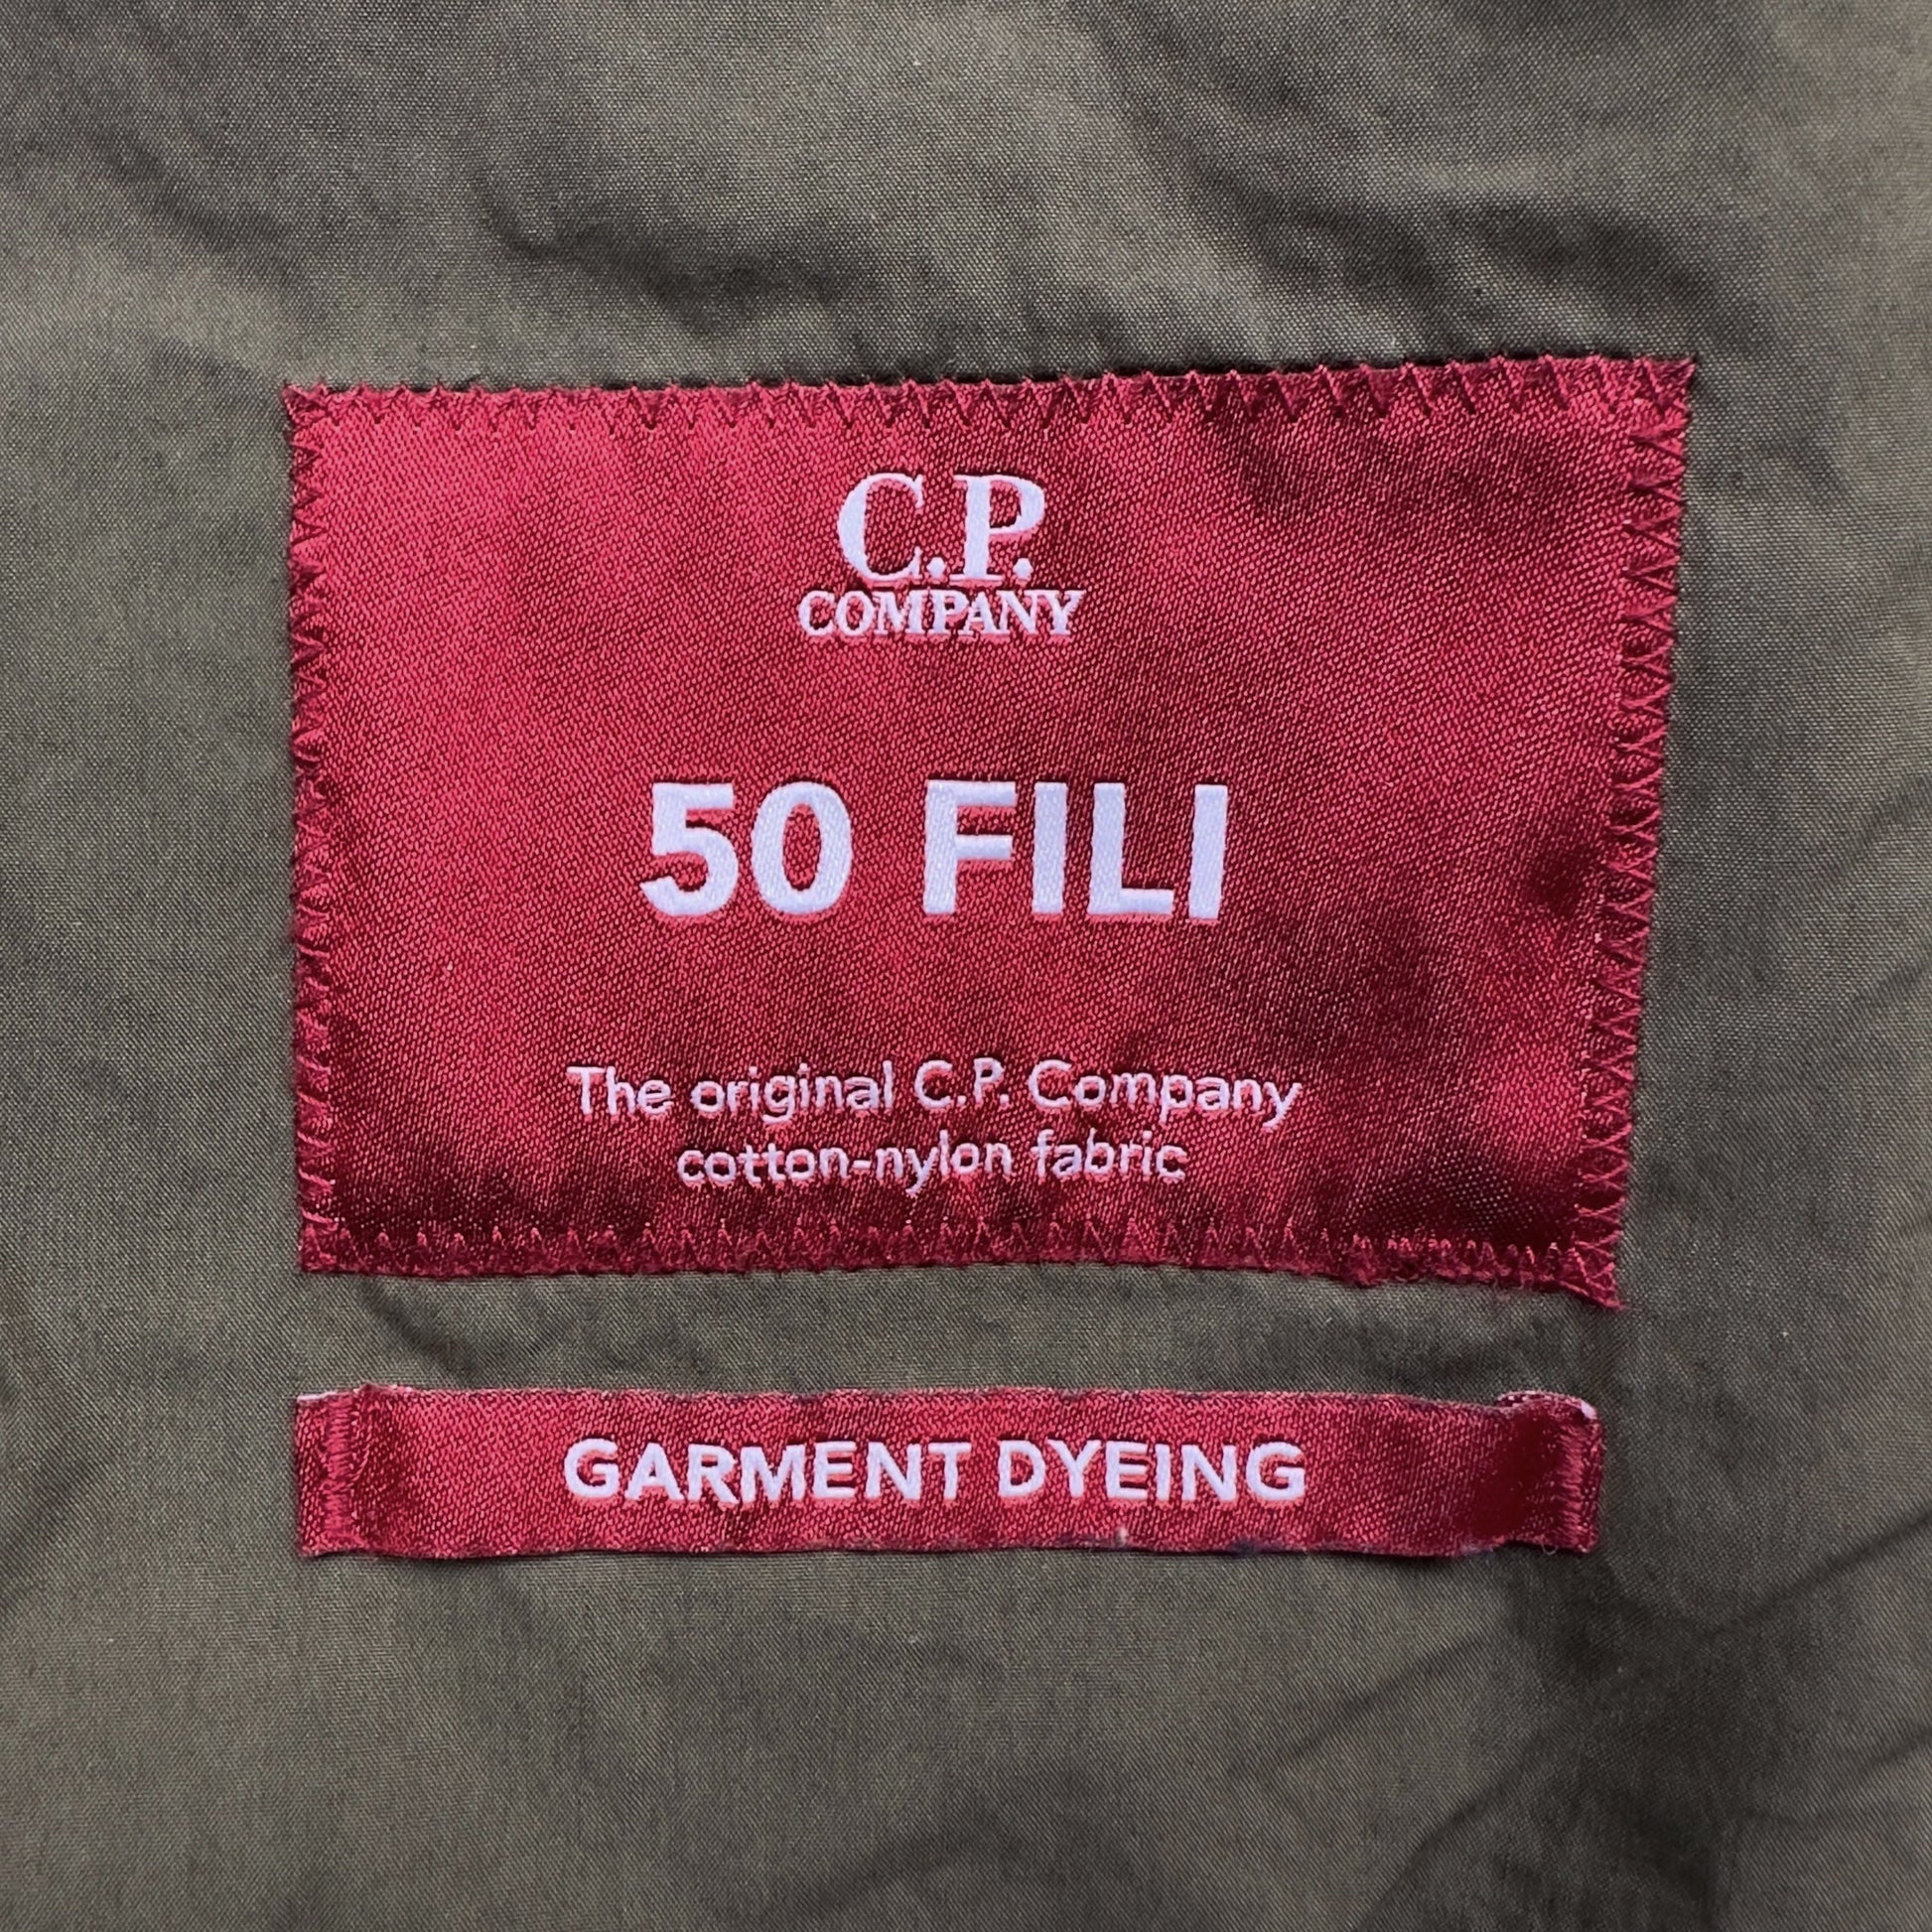 C.P.
COMPANY
50 FILI
The original C.P. Company
cotton-nylon fabric
GARMENT DYEING